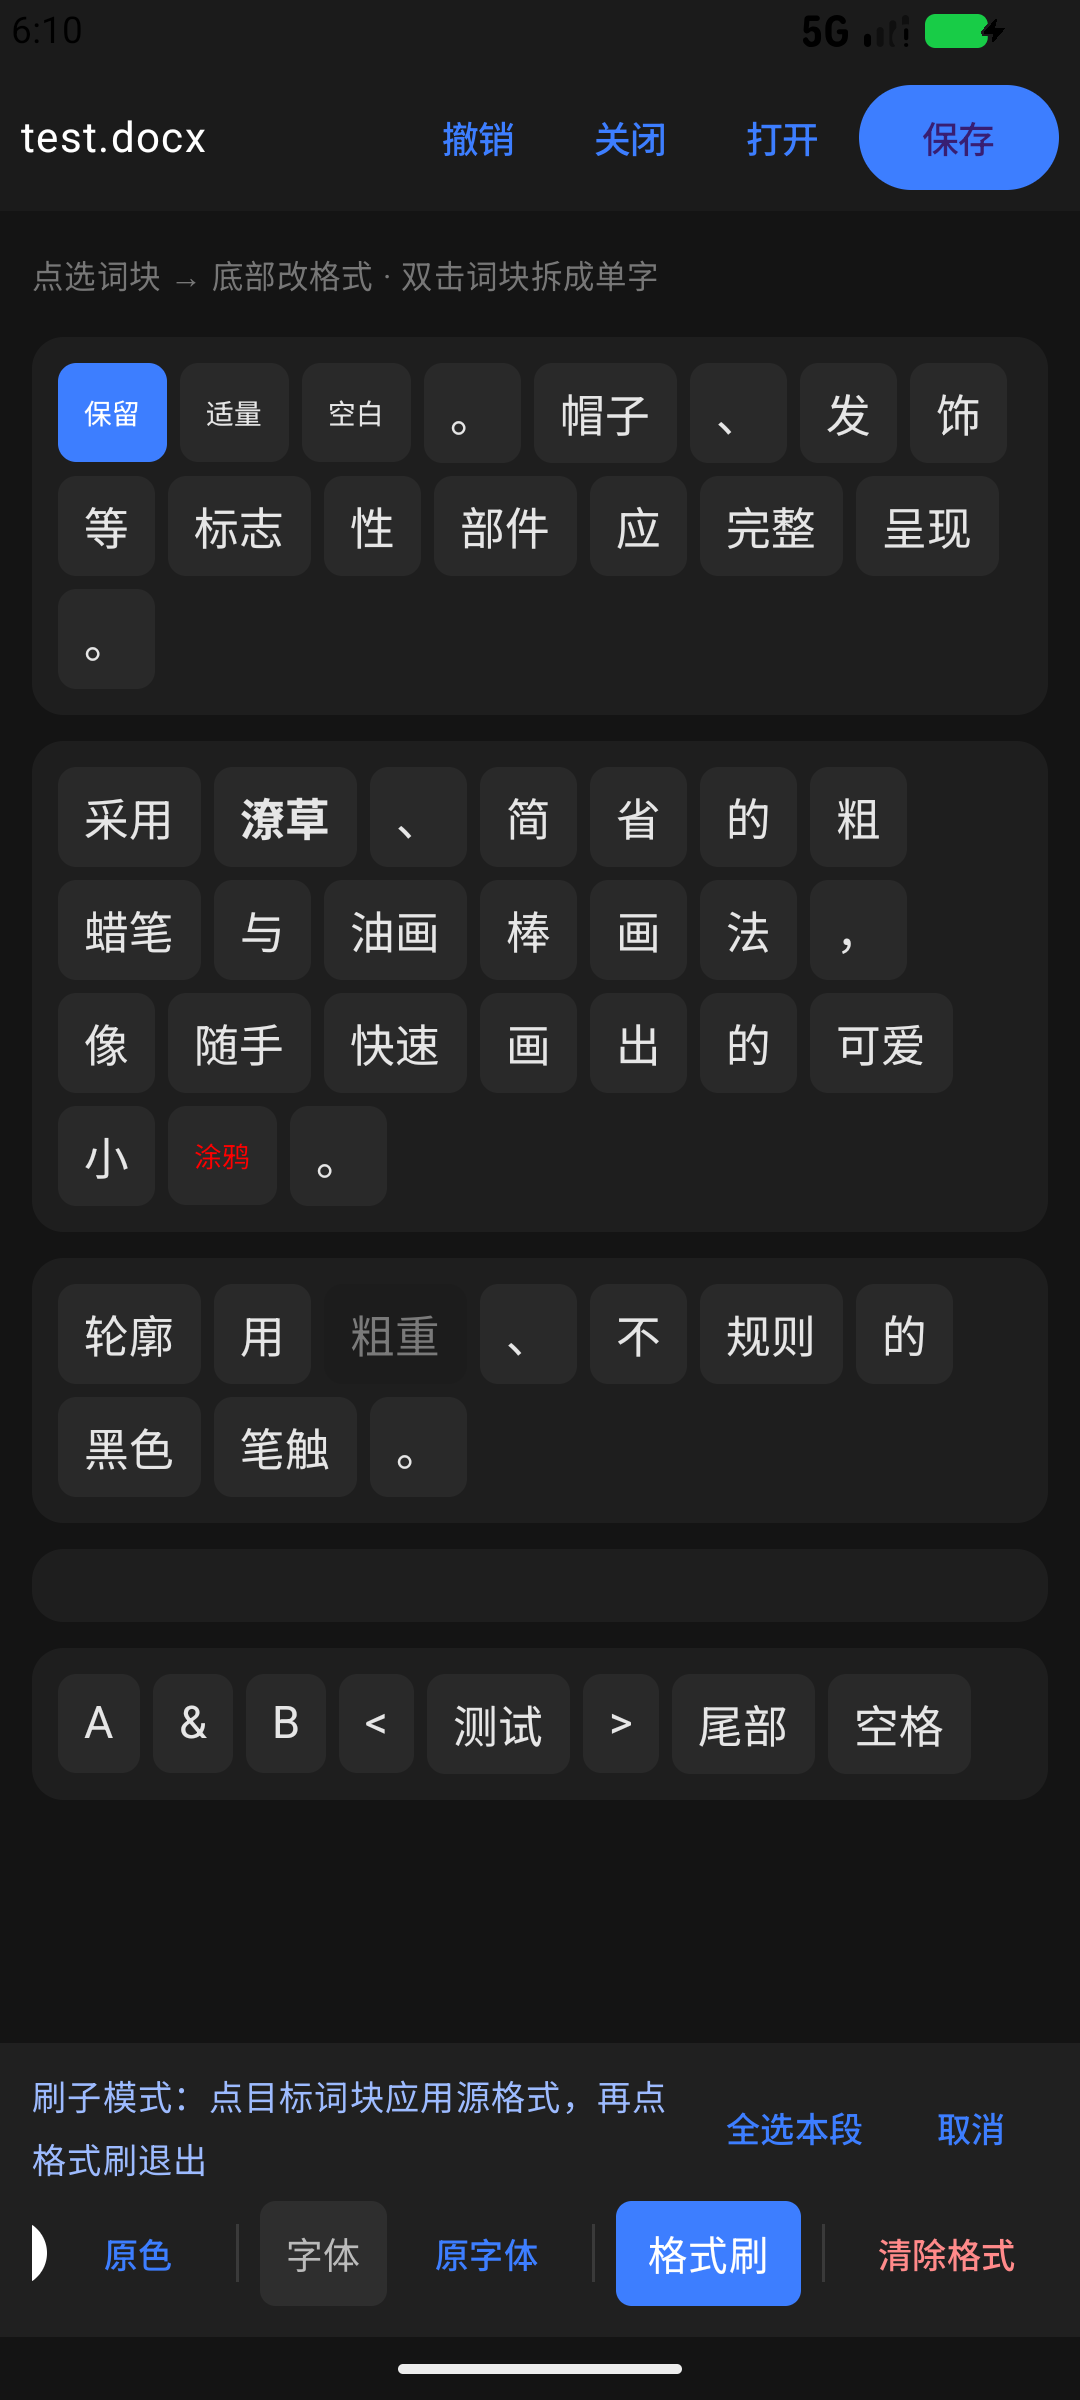 6:10 5G
test.docx 撤销 关闭 打开 保存
点选词块 → 底部改格式 · 双击词块拆成单字
保留 适量 空白 。 帽子 、 发 饰
等 标志 性 部件 应 完整 呈现
。
采用 潦草 、 简 省 的 粗
蜡笔 与 油画 棒 画 法 ，
像 随手 快速 画 出 的 可爱
小 涂鸦 。
轮廓 用 粗重 、 不 规则 的
黑色 笔触 。
A & B < 测试 > 尾部 空格
刷子模式：点目标词块应用源格式，再点
格式刷退出
全选本段 取消
原色 字体 原字体 格式刷 清除格式